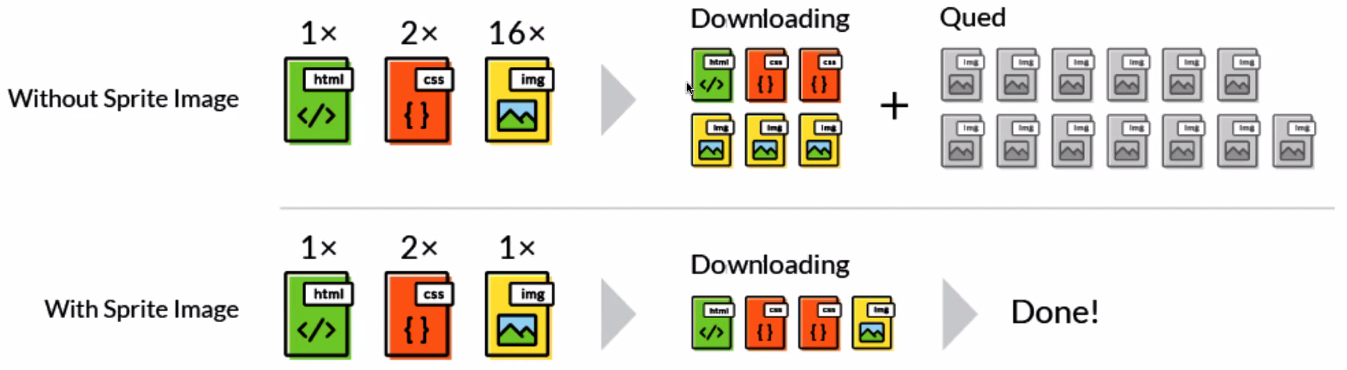 1× 2× 16×
Downloading
Qued
html css img
html css css
img img img img img img
Without Sprite Image
</> { }
</> { } { }
+
img img img
img img img img img img img
1× 2× 1×
Downloading
html css img
html css css img
With Sprite Image
</> { }
</> { } { }
Done!